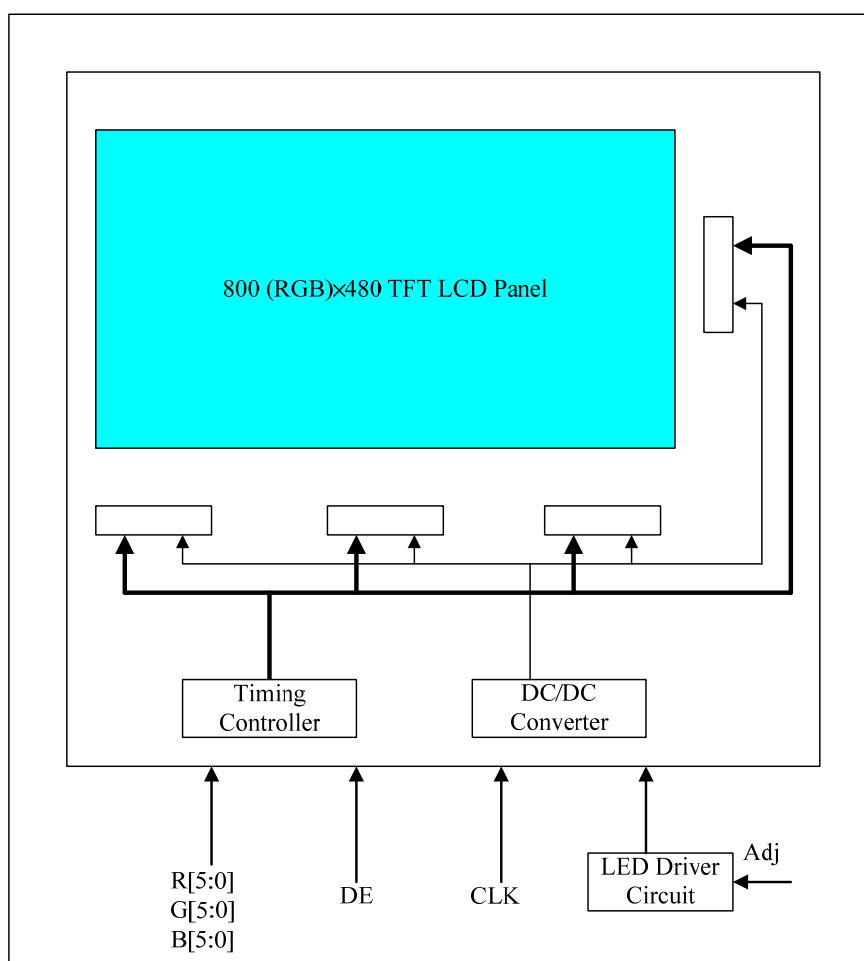 800 (RGB)×480 TFT LCD Panel
Timing
Controller
DC/DC
Converter
R[5:0]
G[5:0]
B[5:0]
DE
CLK
LED Driver
Circuit
Adj